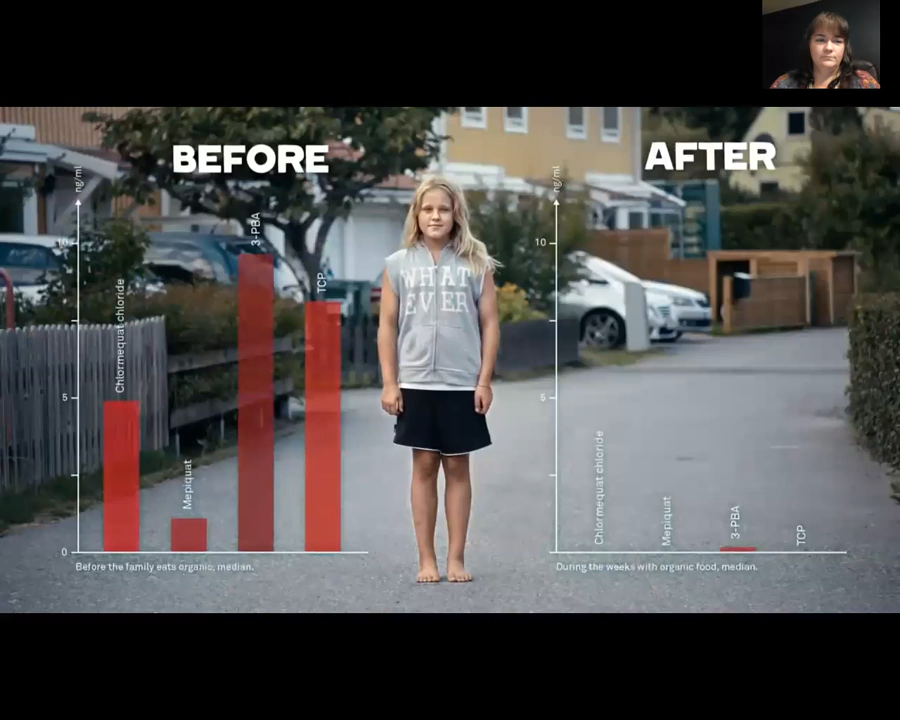 BEFORE
ng/ml
10
5
0
Chlormequat chloride
Mepiquat
3-PBA
TCP
Before the family eats organic, median.
WHAT
EVER
AFTER
ng/ml
10
5
Chlormequat chloride
Mepiquat
3-PBA
TCP
During the weeks with organic food, median.